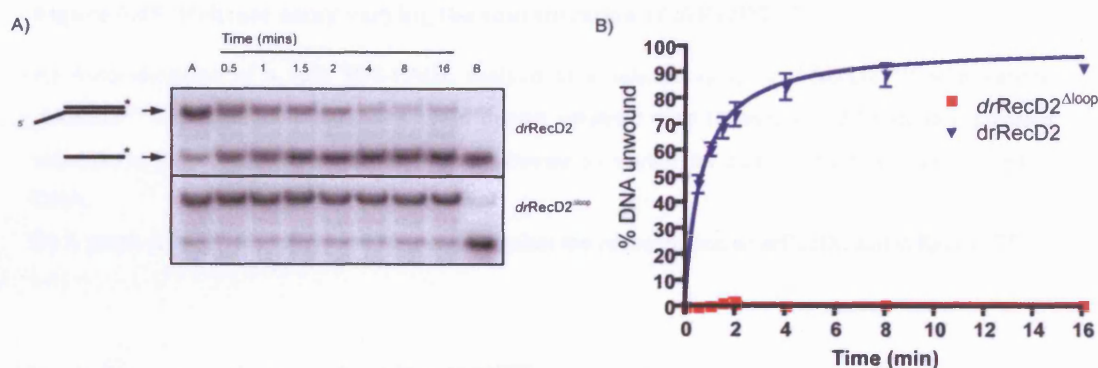 A)
Time (mins)
A 0.5 1 1.5 2 4 8 16 B
*
5'
*
drRecD2
drRecD2Δloop
B)
% DNA unwound
100
90
80
70
60
50
40
30
20
10
0
0 2 4 6 8 10 12 14 16
Time (min)
drRecD2Δloop
drRecD2